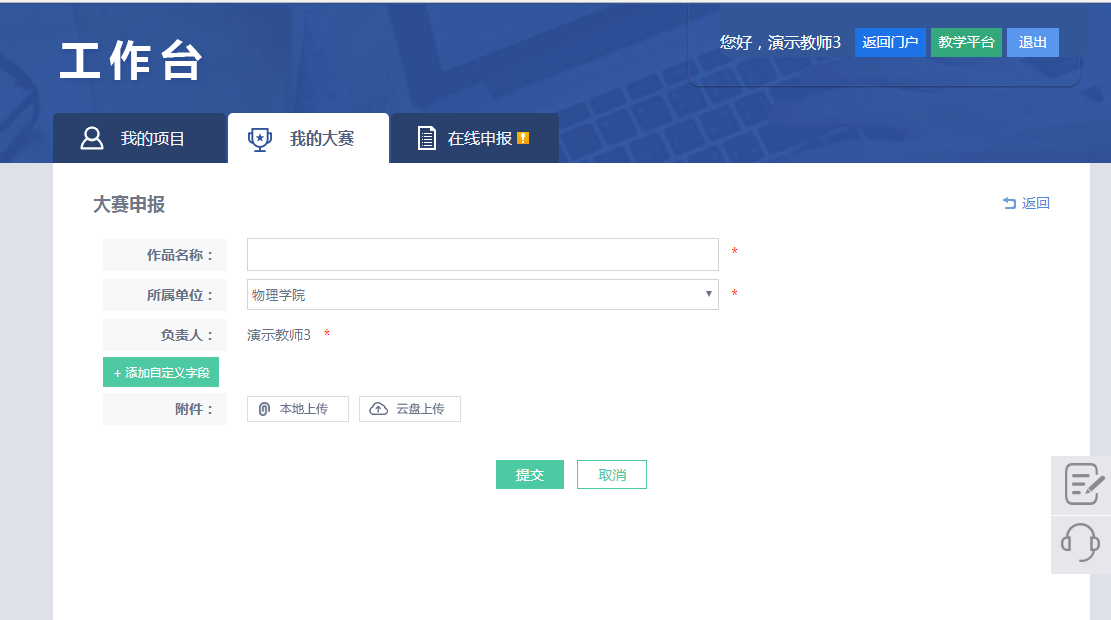 工作台
您好，演示教师3 返回门户 教学平台 退出
我的项目 我的大赛 在线申报 !
大赛申报 返回
作品名称： *
所属单位： 物理学院 ▼ *
负责人： 演示教师3 *
+ 添加自定义字段
附件： 本地上传 云盘上传
提交 取消